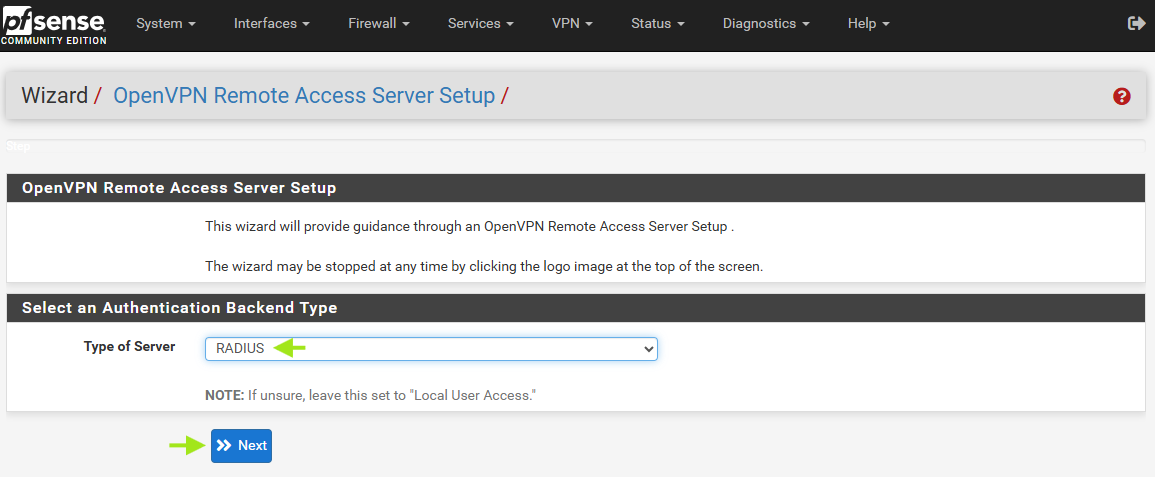 pfsense
COMMUNITY EDITION
System Interfaces Firewall Services VPN Status Diagnostics Help
Wizard / OpenVPN Remote Access Server Setup /
?
Step
OpenVPN Remote Access Server Setup
This wizard will provide guidance through an OpenVPN Remote Access Server Setup .
The wizard may be stopped at any time by clicking the logo image at the top of the screen.
Select an Authentication Backend Type
Type of Server RADIUS
NOTE: If unsure, leave this set to "Local User Access."
Next